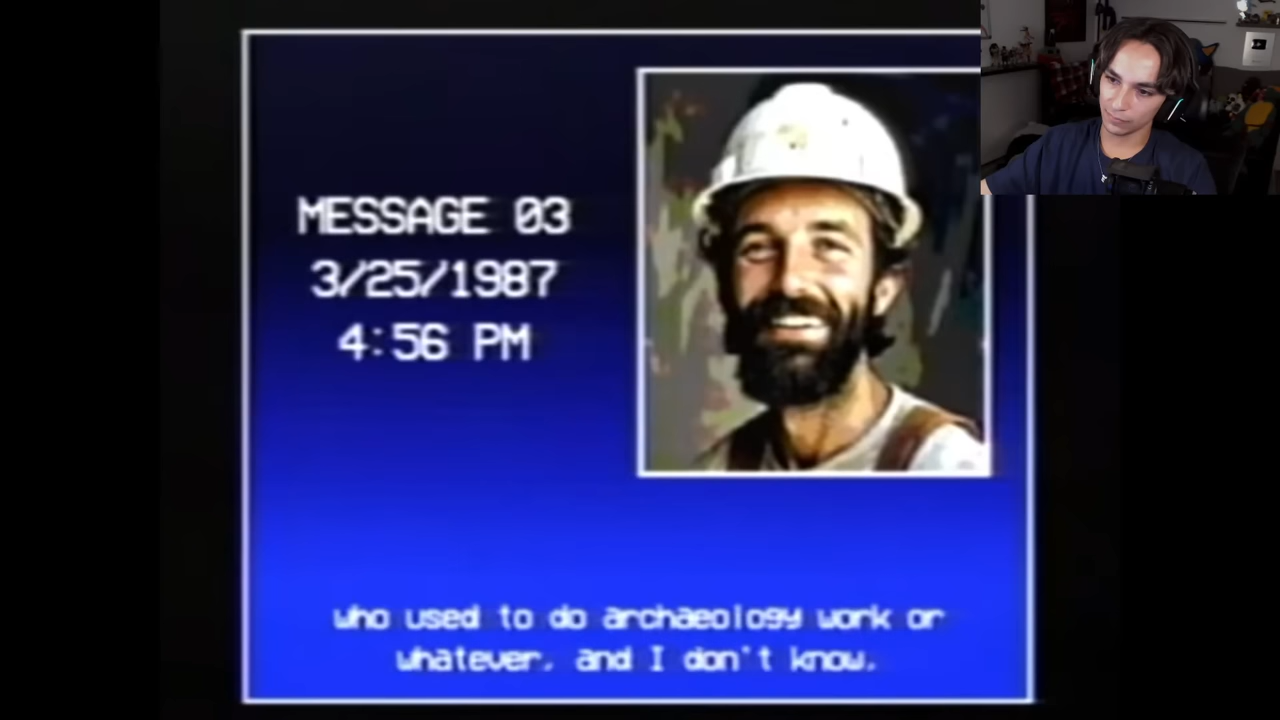 MESSAGE 03
3/25/1987
4:56 PM
who used to do archaeology work or
whatever, and I don't know,